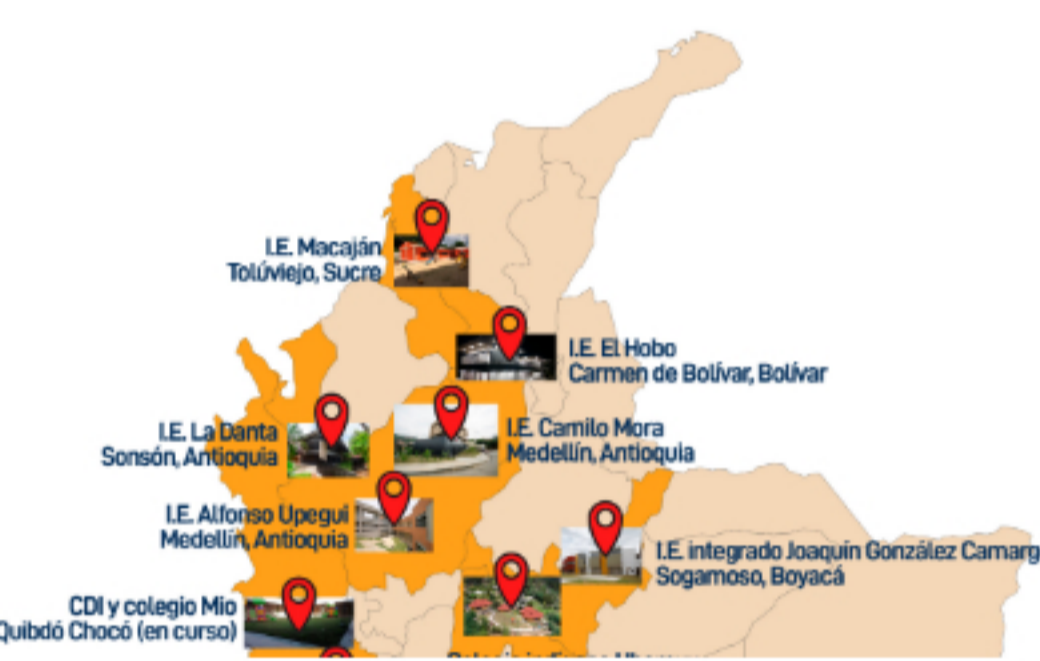 I.E. Macaján
Tolúviejo, Sucre
I.E. El Hobo
Carmen de Bolívar, Bolívar
I.E. La Danta
Sonsón, Antioquia
I.E. Camilo Mora
Medellín, Antioquia
I.E. Alfonso Upegui
Medellín, Antioquia
I.E. integrado Joaquín González Camarg
Sogamoso, Boyacá
CDI y colegio Mio
Quibdó Chocó (en curso)